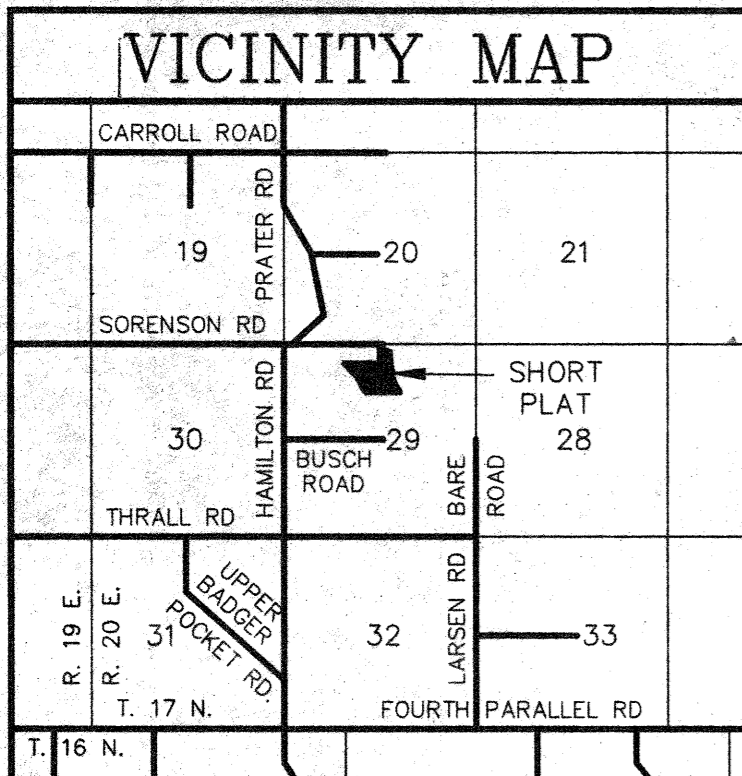 VICINITY MAP
CARROLL ROAD
PRATER RD
19
20
21
SORENSON RD
SHORT
PLAT
HAMILTON RD
30
29
28
BUSCH
ROAD
BARE
ROAD
THRALL RD
UPPER
BADGER
POCKET RD.
R. 19 E.
R. 20 E.
31
32
LARSEN RD
33
T. 17 N.
FOURTH PARALLEL RD
T. 16 N.